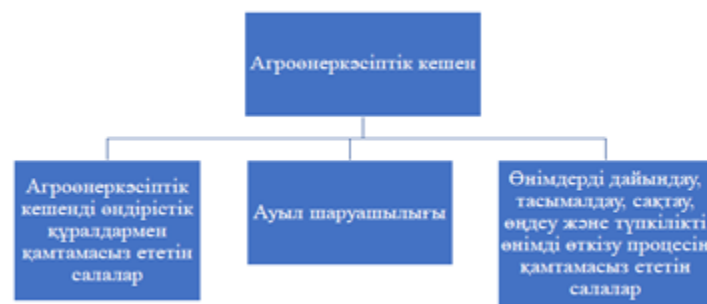 Агроөнеркәсіптік кешен
Агроөнеркәсіптік
кешенді өндірістік
құралдармен
қамтамасыз ететін
салалар
Ауыл шаруашылығы
Өнімдерді дайындау,
тасымалдау, сақтау,
өңдеу және түпкілікті
өнімді өткізу процесін
қамтамасыз ететін
салалар